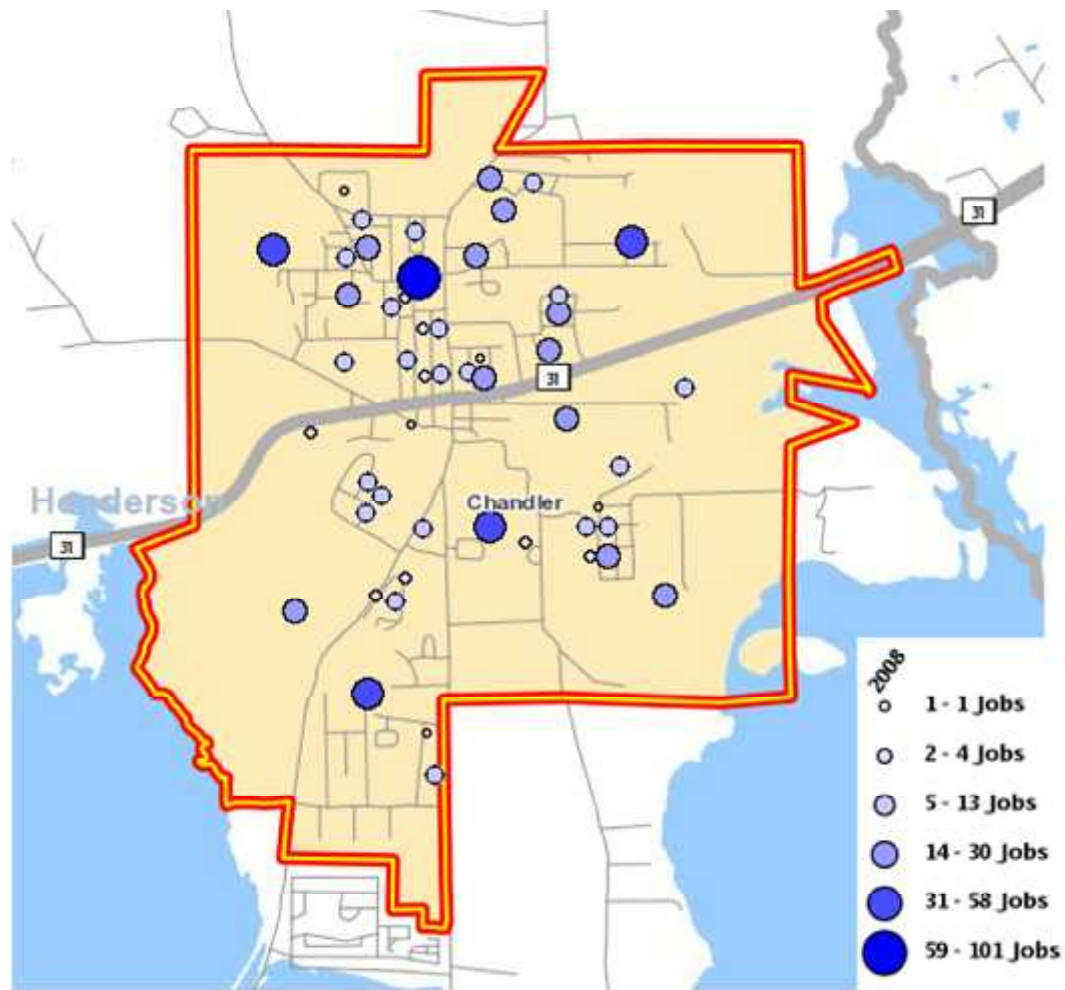 31
31
Henderson
Chandler
31
2008
1 - 1 Jobs
2 - 4 Jobs
5 - 13 Jobs
14 - 30 Jobs
31 - 58 Jobs
59 - 101 Jobs